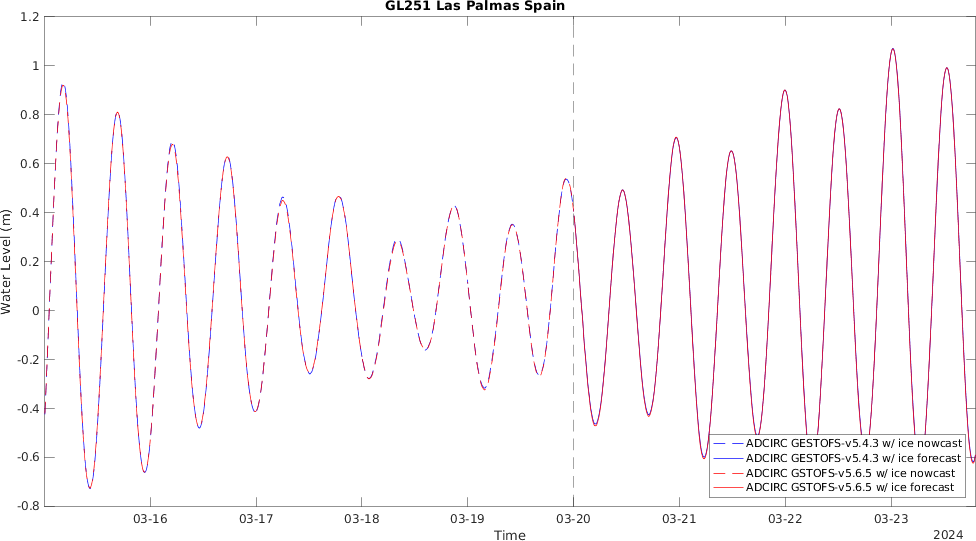 GL251 Las Palmas Spain
1.2
1
0.8
0.6
0.4
0.2
0
-0.2
-0.4
-0.6
-0.8
Water Level (m)
ADCIRC GESTOFS-v5.4.3 w/ ice nowcast
ADCIRC GESTOFS-v5.4.3 w/ ice forecast
ADCIRC GSTOFS-v5.6.5 w/ ice nowcast
ADCIRC GSTOFS-v5.6.5 w/ ice forecast
03-16 03-17 03-18 03-19 03-20 03-21 03-22 03-23
Time
2024